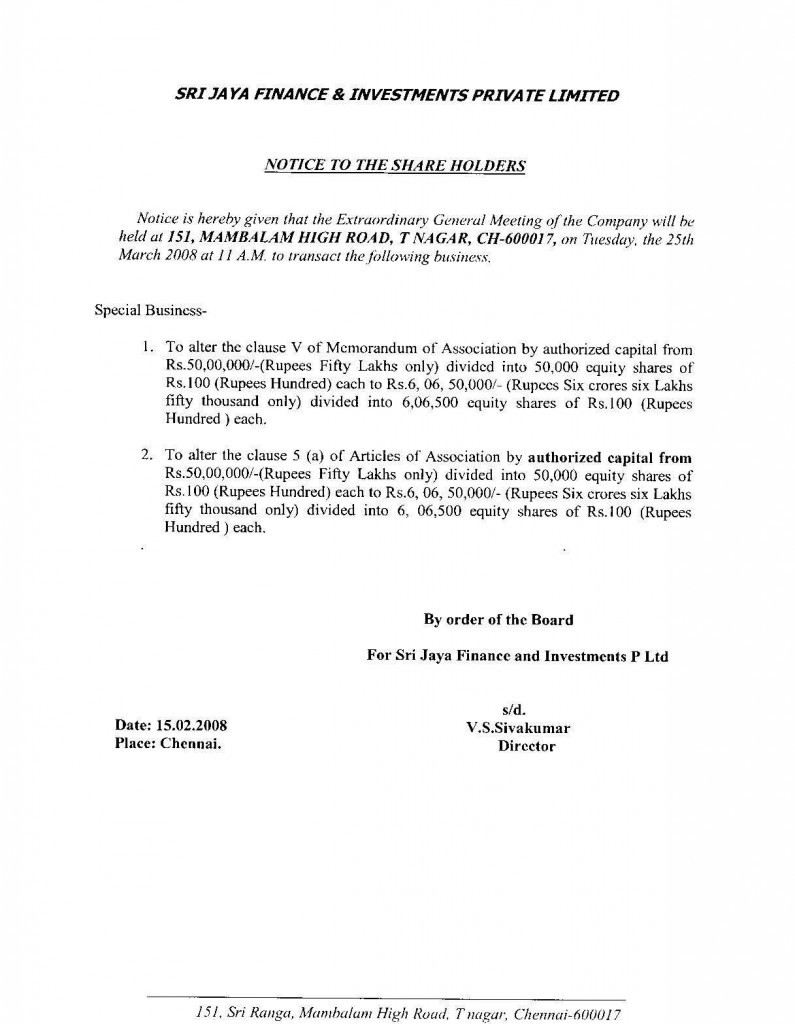 SRI JAYA FINANCE & INVESTMENTS PRIVATE LIMITED
NOTICE TO THE SHARE HOLDERS
Notice is hereby given that the Extraordinary General Meeting of the Company will be
held at 151, MAMBALAM HIGH ROAD, T NAGAR, CH-600017, on Tuesday, the 25th
March 2008 at 11 A.M. to transact the following business.
Special Business-
1. To alter the clause V of Memorandum of Association by authorized capital from
Rs.50,00,000/-(Rupees Fifty Lakhs only) divided into 50,000 equity shares of
Rs.100 (Rupees Hundred) each to Rs.6, 06, 50,000/- (Rupees Six crores six Lakhs
fifty thousand only) divided into 6,06,500 equity shares of Rs.100 (Rupees
Hundred ) each.
2. To alter the clause 5 (a) of Articles of Association by authorized capital from
Rs.50,00,000/-(Rupees Fifty Lakhs only) divided into 50,000 equity shares of
Rs.100 (Rupees Hundred) each to Rs.6, 06, 50,000/- (Rupees Six crores six Lakhs
fifty thousand only) divided into 6, 06,500 equity shares of Rs.100 (Rupees
Hundred ) each.
By order of the Board
For Sri Jaya Finance and Investments P Ltd
s/d.
Date: 15.02.2008 V.S.Sivakumar
Place: Chennai. Director
151, Sri Ranga, Mambalam High Road, T nagar, Chennai-600017